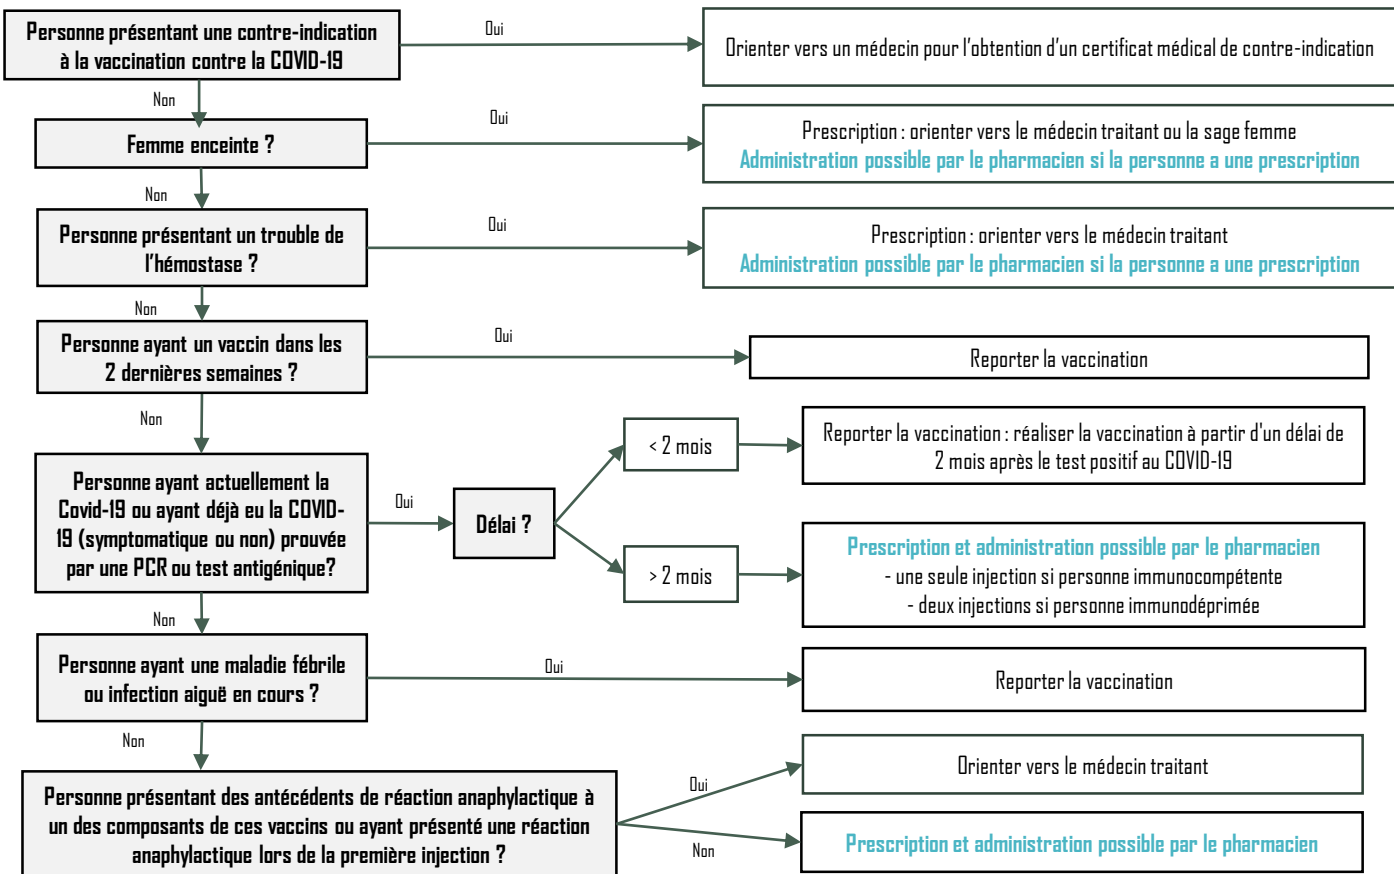 Personne présentant une contre-indication
à la vaccination contre la COVID-19
Oui
Orienter vers un médecin pour l'obtention d'un certificat médical de contre-indication
Non
Femme enceinte ?
Oui
Prescription : orienter vers le médecin traitant ou la sage femme
Administration possible par le pharmacien si la personne a une prescription
Non
Personne présentant un trouble de
l'hémostase ?
Oui
Prescription : orienter vers le médecin traitant
Administration possible par le pharmacien si la personne a une prescription
Non
Personne ayant un vaccin dans les
2 dernières semaines ?
Oui
Reporter la vaccination
Non
Personne ayant actuellement la
Covid-19 ou ayant déjà eu la COVID-
19 (symptomatique ou non) prouvée
par une PCR ou test antigénique?
Oui
Délai ?
< 2 mois
Reporter la vaccination : réaliser la vaccination à partir d'un délai de
2 mois après le test positif au COVID-19
> 2 mois
Prescription et administration possible par le pharmacien
- une seule injection si personne immunocompétente
- deux injections si personne immunodéprimée
Non
Personne ayant une maladie fébrile
ou infection aiguë en cours ?
Oui
Reporter la vaccination
Non
Personne présentant des antécédents de réaction anaphylactique à
un des composants de ces vaccins ou ayant présenté une réaction
anaphylactique lors de la première injection ?
Oui
Orienter vers le médecin traitant
Non
Prescription et administration possible par le pharmacien